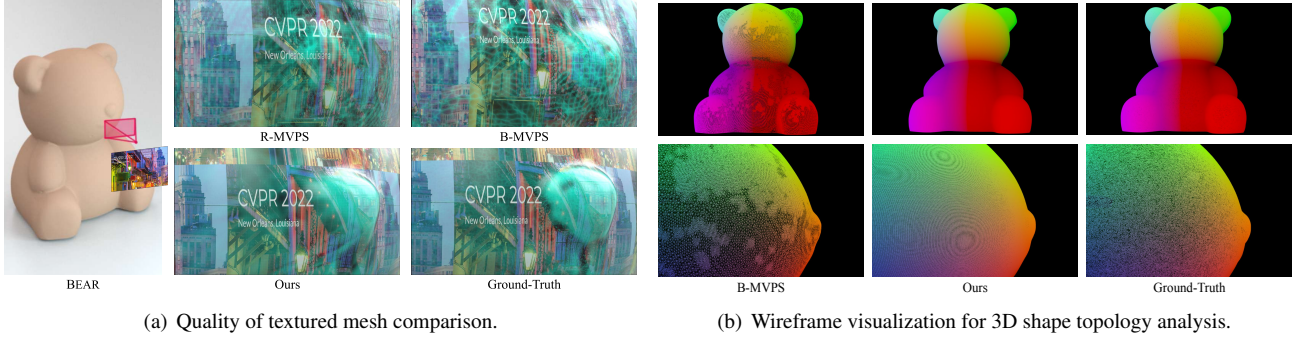 CVPR 2022
New Orleans, Louisiana
CVPR 2022
New Orleans, Louisiana
R-MVPS
B-MVPS
CVPR 2022
New Orleans, Louisiana
CVPR 2022
New Orleans, Louisiana
BEAR
Ours
Ground-Truth
(a) Quality of textured mesh comparison.
B-MVPS
Ours
Ground-Truth
(b) Wireframe visualization for 3D shape topology analysis.